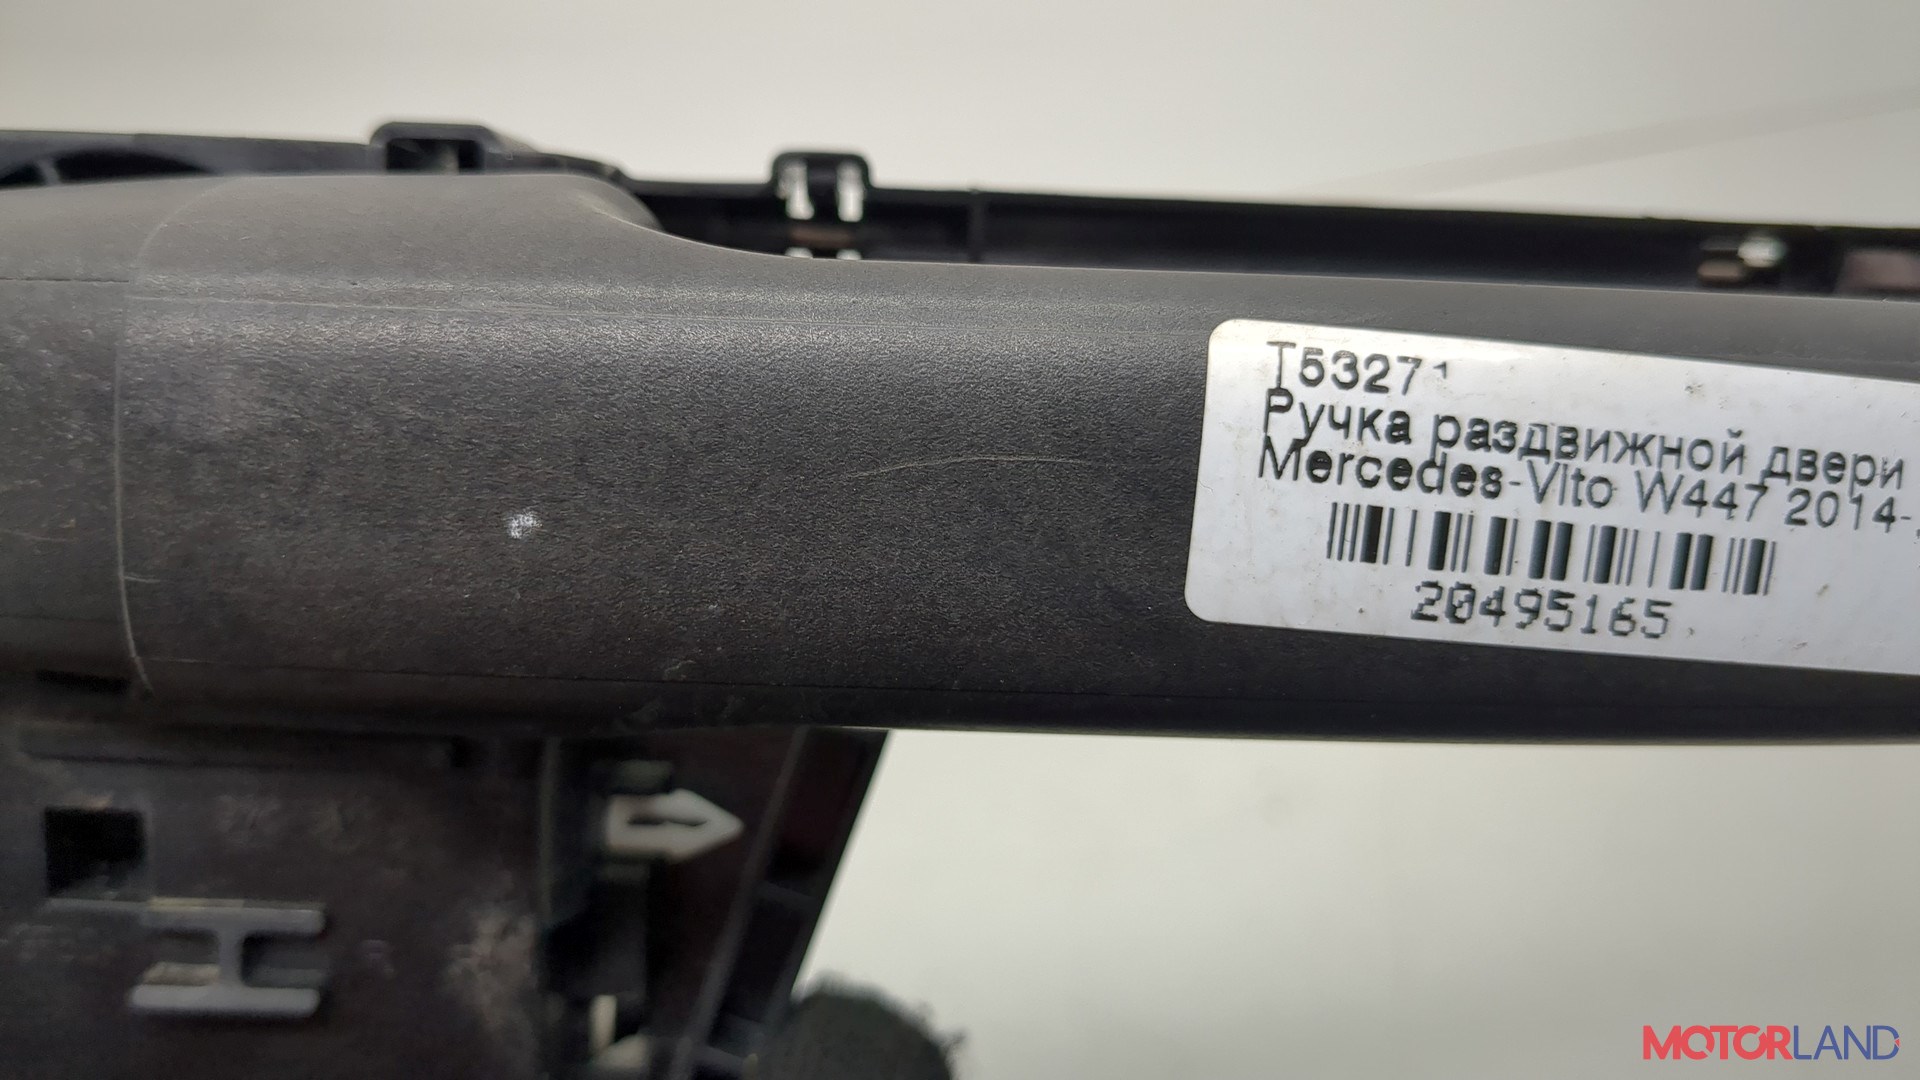 T53271
Ручка раздвижной двери
Mercedes-Vito W447 2014-
20495165
MOTORLAND